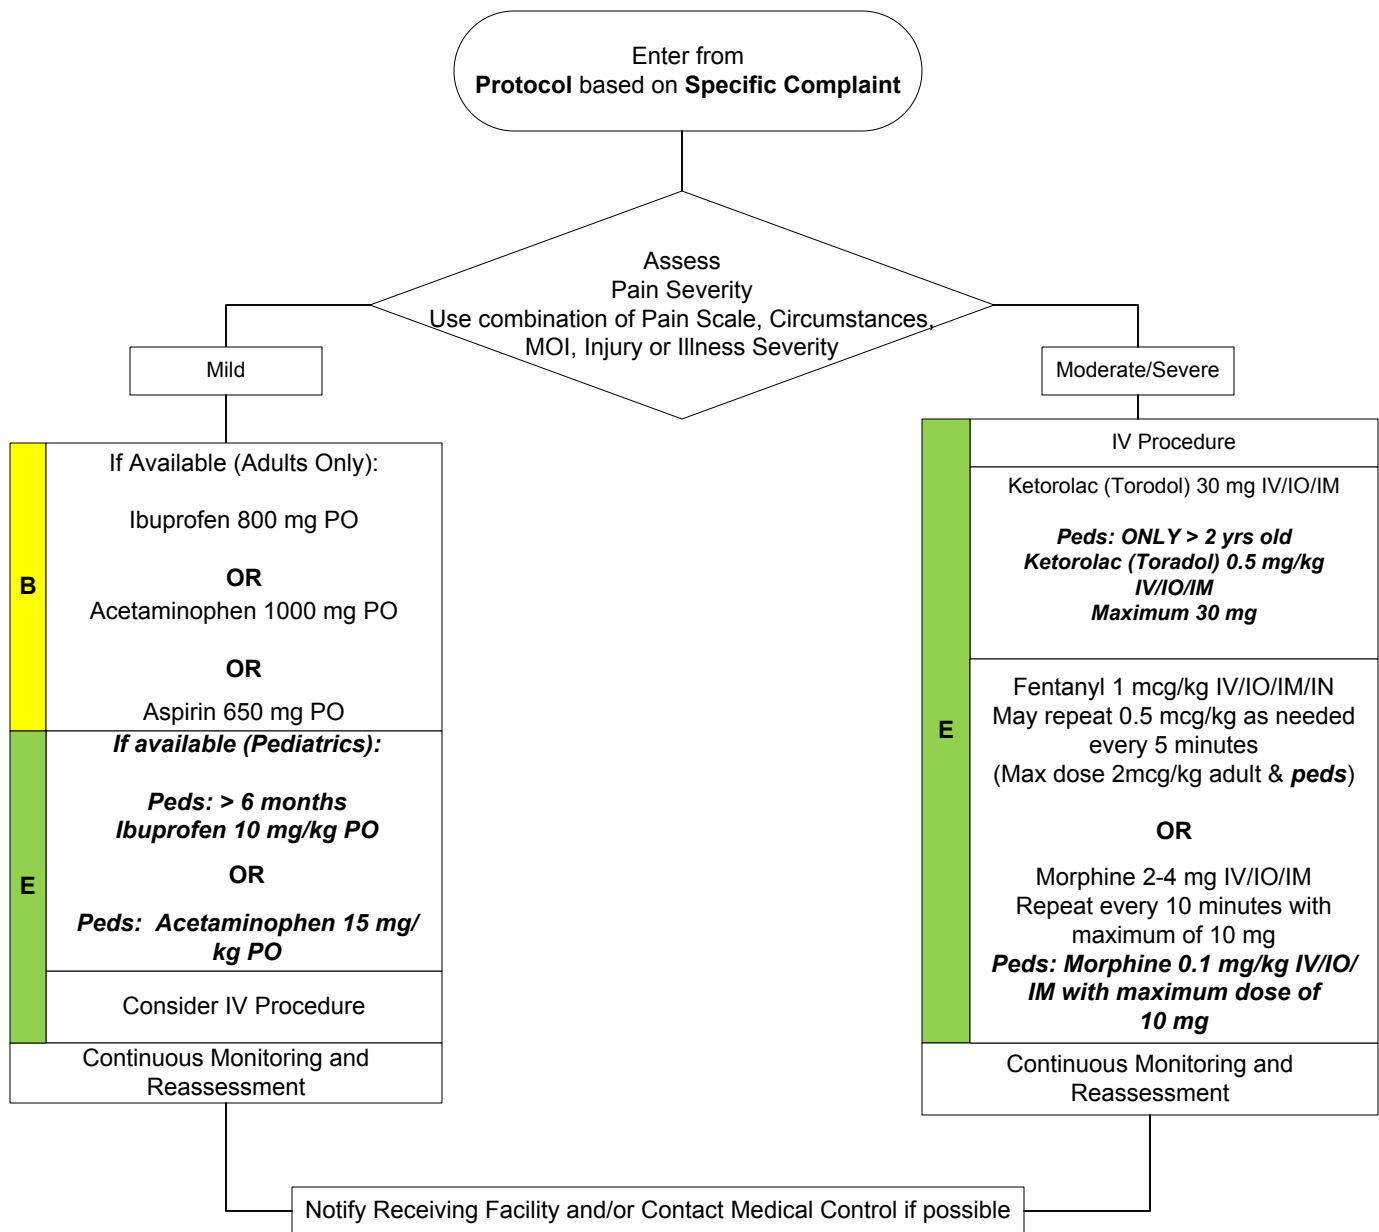 Enter from
Protocol based on Specific Complaint
Assess
Pain Severity
Use combination of Pain Scale, Circumstances,
MOI, Injury or Illness Severity
Mild
B
If Available (Adults Only):
Ibuprofen 800 mg PO
OR
Acetaminophen 1000 mg PO
OR
Aspirin 650 mg PO
E
If available (Pediatrics):
Peds: > 6 months
Ibuprofen 10 mg/kg PO
OR
Peds: Acetaminophen 15 mg/
kg PO
Consider IV Procedure
Continuous Monitoring and
Reassessment
Moderate/Severe
E
IV Procedure
Ketorolac (Torodol) 30 mg IV/IO/IM
Peds: ONLY > 2 yrs old
Ketorolac (Toradol) 0.5 mg/kg
IV/IO/IM
Maximum 30 mg
Fentanyl 1 mcg/kg IV/IO/IM/IN
May repeat 0.5 mcg/kg as needed
every 5 minutes
(Max dose 2mcg/kg adult & peds)
OR
Morphine 2-4 mg IV/IO/IM
Repeat every 10 minutes with
maximum of 10 mg
Peds: Morphine 0.1 mg/kg IV/IO/
IM with maximum dose of
10 mg
Continuous Monitoring and
Reassessment
Notify Receiving Facility and/or Contact Medical Control if possible